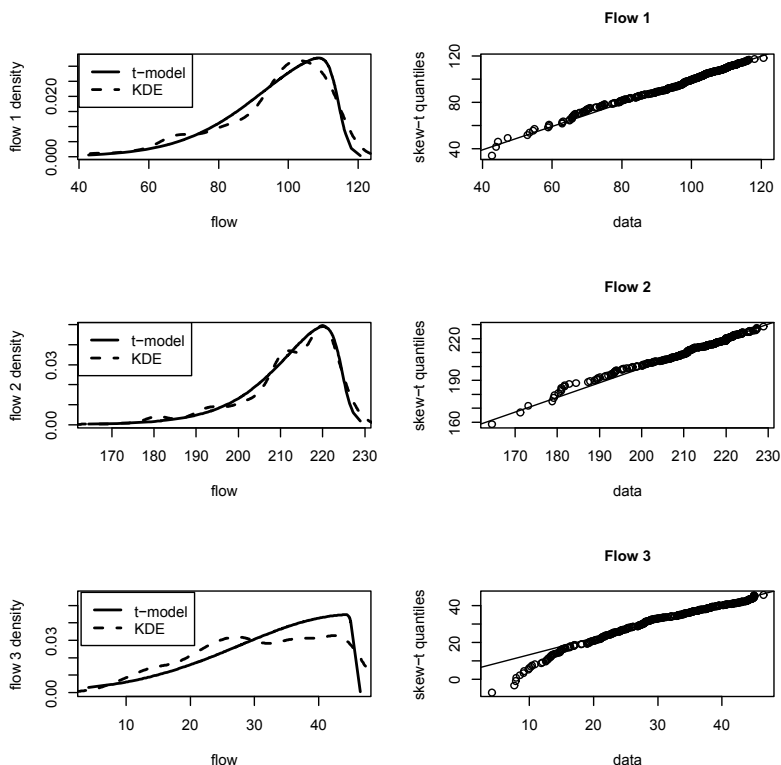 Flow 1
flow 1 density
0.000 0.020
t−model
KDE
40 60 80 100 120
flow
skew−t quantiles
40 80 120
40 60 80 100 120
data
Flow 2
flow 2 density
0.00 0.03
t−model
KDE
170 180 190 200 210 220 230
flow
skew−t quantiles
160 190 220
170 180 190 200 210 220 230
data
Flow 3
flow 3 density
0.00 0.03
t−model
KDE
10 20 30 40
flow
skew−t quantiles
0 20 40
10 20 30 40
data